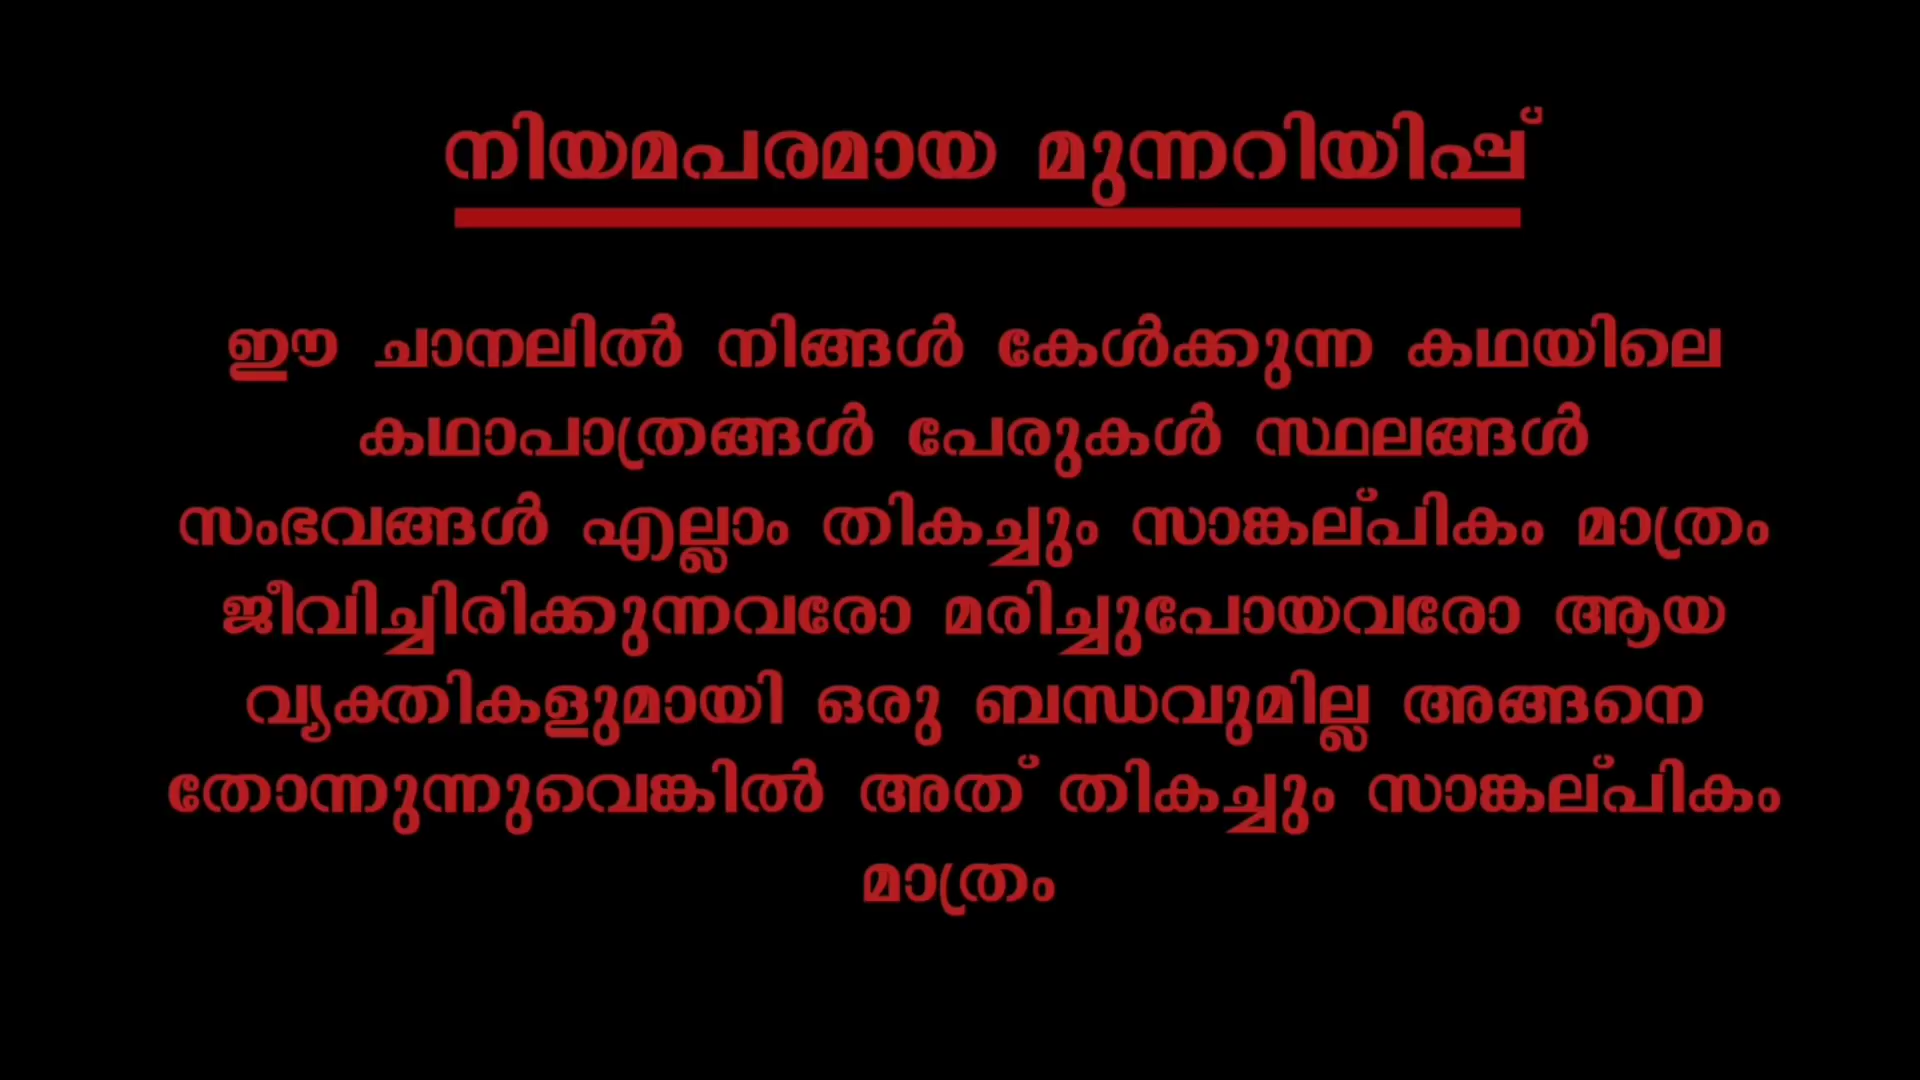 നിയമപരമായ മുന്നറിയിപ്പ്
ഈ ചാനലിൽ നിങ്ങൾ കേൾക്കുന്ന കഥയിലെ
കഥാപാത്രങ്ങൾ പേരുകൾ സ്ഥലങ്ങൾ
സംഭവങ്ങൾ എല്ലാം തികച്ചും സാങ്കല്പികം മാത്രം
ജീവിച്ചിരിക്കുന്നവരോ മരിച്ചുപോയവരോ ആയ
വ്യക്തികളുമായി ഒരു ബന്ധവുമില്ല അങ്ങനെ
തോന്നുന്നുവെങ്കിൽ അത് തികച്ചും സാങ്കല്പികം
മാത്രം